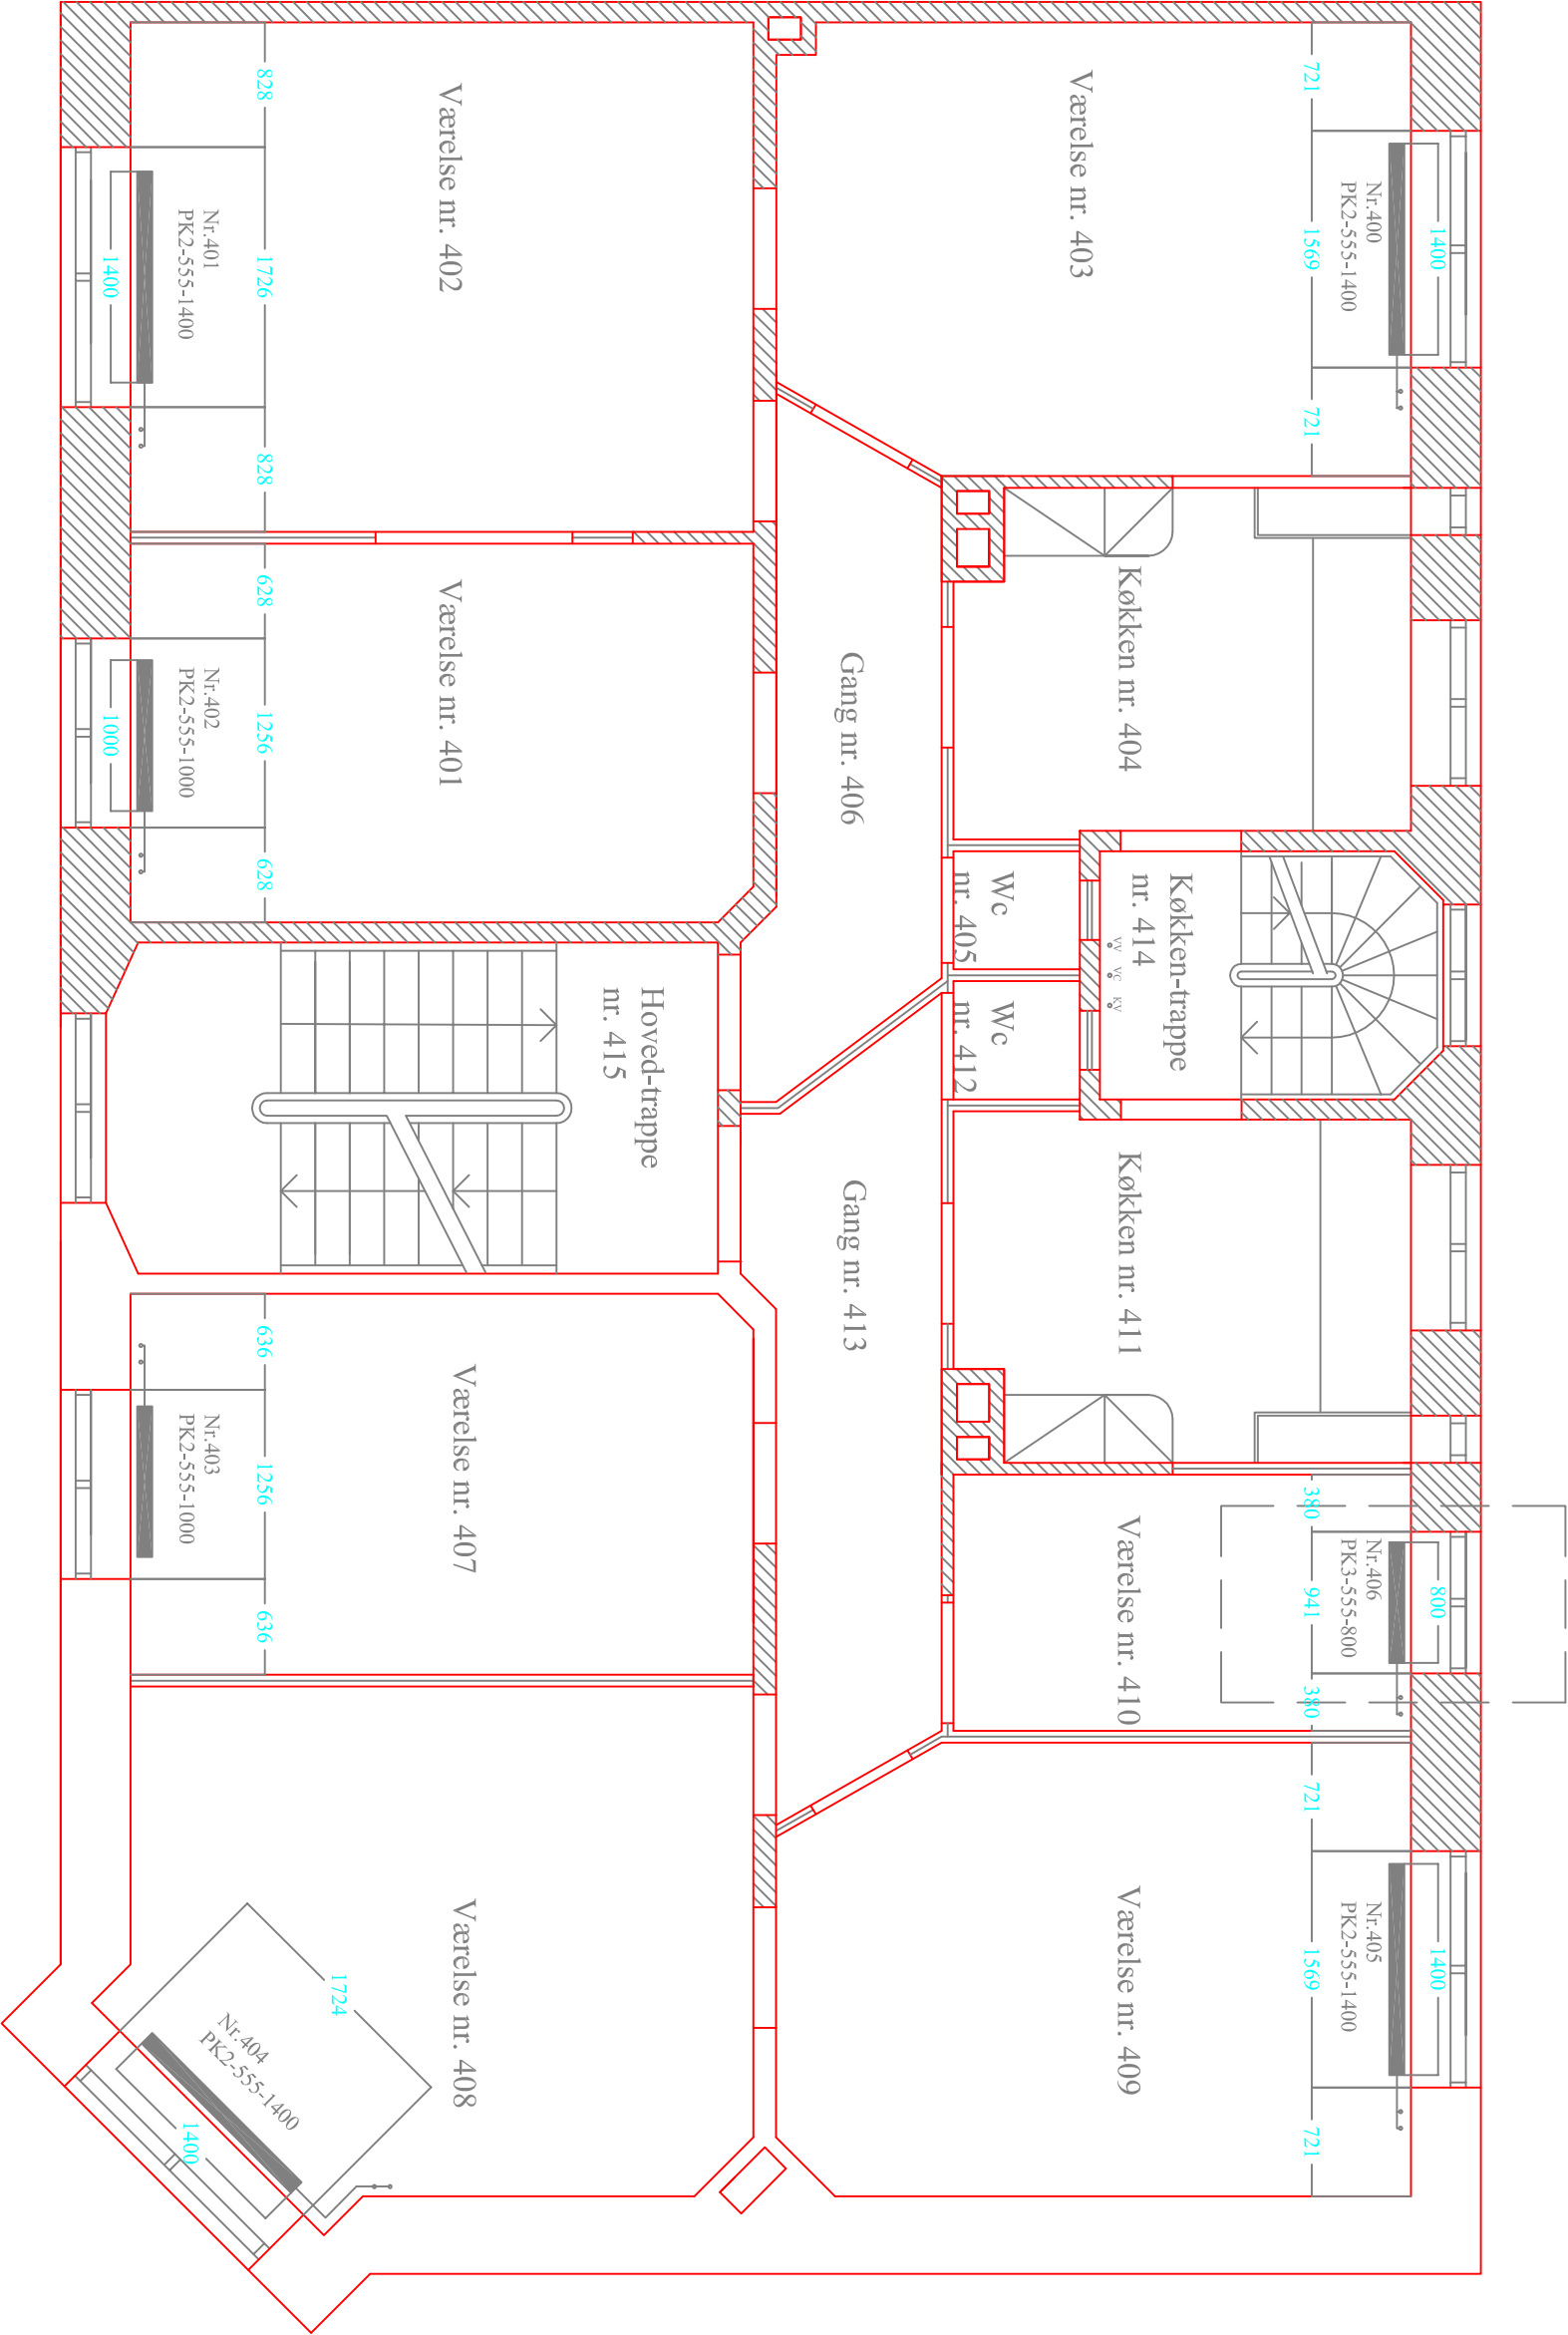 721
Nr.400
PK2-555-1400
1400
1569
721
Værelse nr. 403
Værelse nr. 402
828
Nr.401
PK2-555-1400
1726
1400
828
Køkken nr. 404
Gang nr. 406
Værelse nr. 401
628
Nr.402
PK2-555-1000
1256
1000
628
Køkken-trappe
nr. 414
VV
VC
KV
Wc
nr. 405
Wc
nr. 412
Hoved-trappe
nr. 415
Køkken nr. 411
Gang nr. 413
Værelse nr. 407
636
Nr.403
PK2-555-1000
1256
636
380
Nr.406
PK3-555-800
800
941
380
Værelse nr. 410
721
Nr.405
PK2-555-1400
1400
1569
721
Værelse nr. 409
Værelse nr. 408
1724
Nr.404
PK2-555-1400
1400